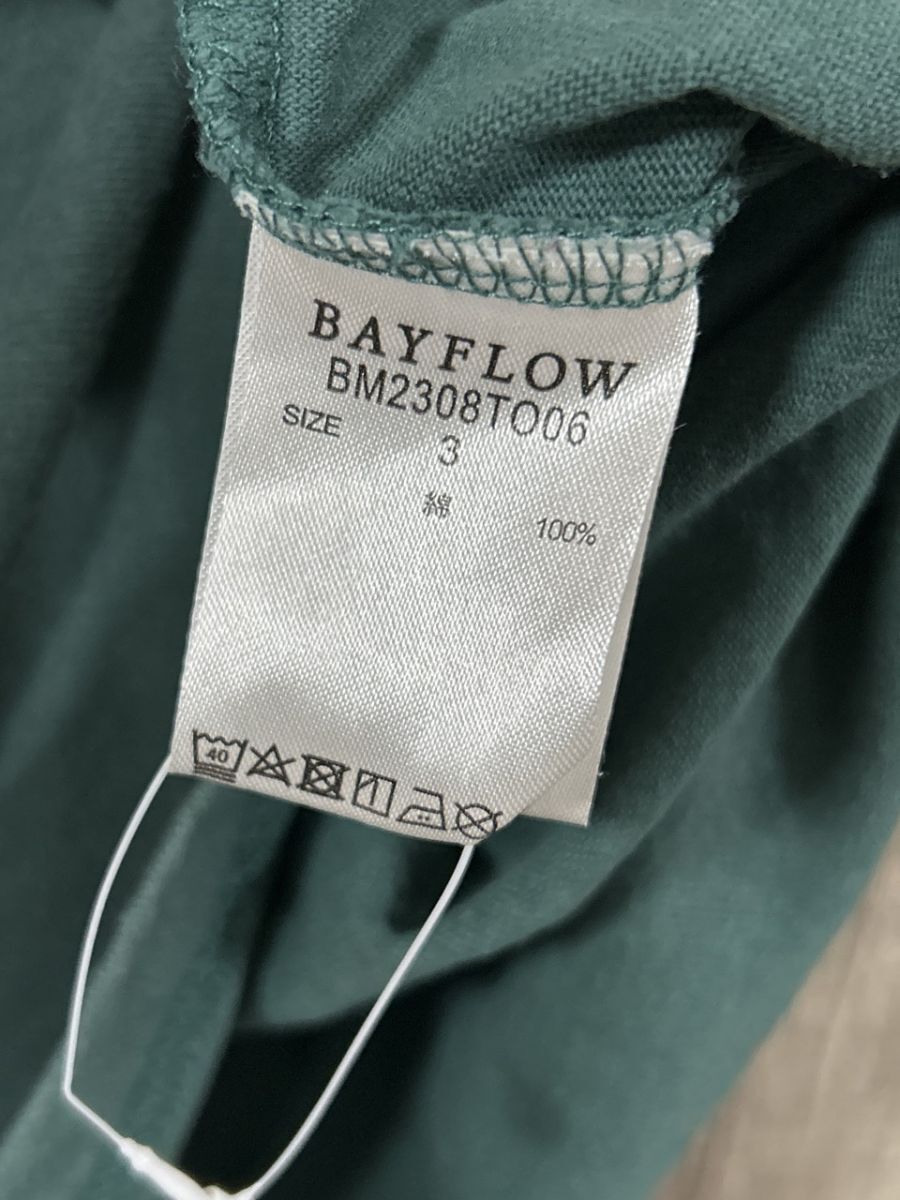 BAYFLOW
BM2308TO06
SIZE 3
綿 100%
40